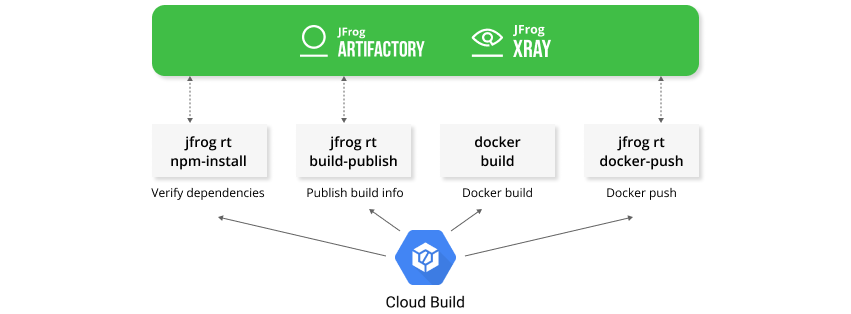 JFrog
ARTIFACTORY
JFrog
XRAY
jfrog rt
npm-install
jfrog rt
build-publish
docker
build
jfrog rt
docker-push
Verify dependencies
Publish build info
Docker build
Docker push
Cloud Build